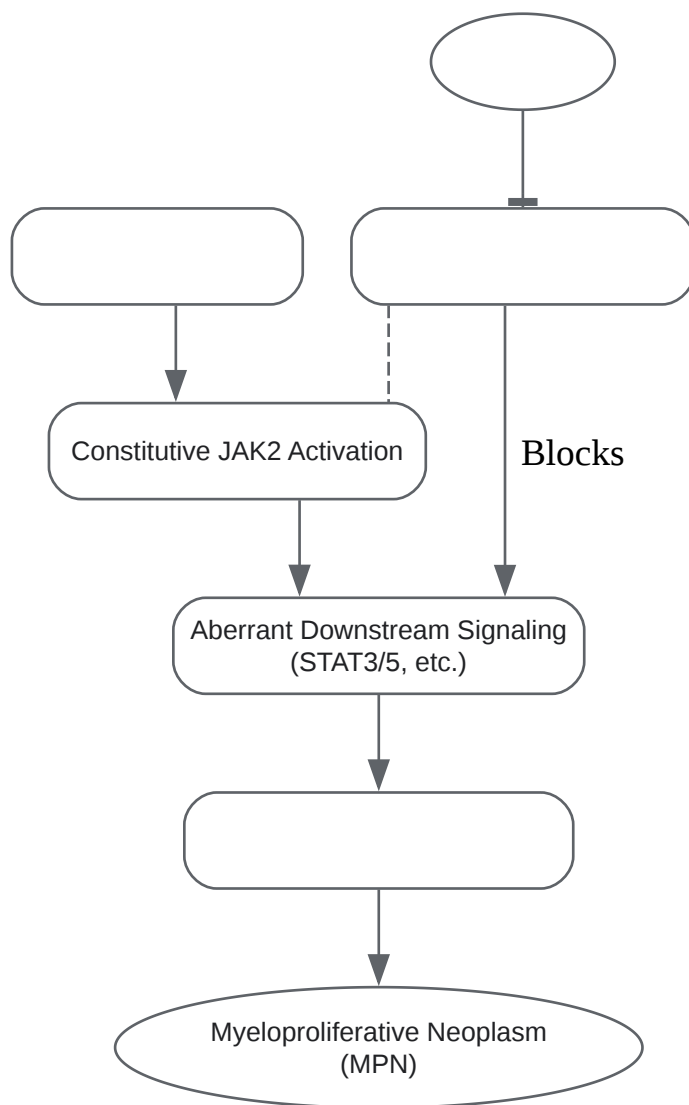 Constitutive JAK2 Activation
Blocks
Aberrant Downstream Signaling
(STAT3/5, etc.)
Myeloproliferative Neoplasm
(MPN)